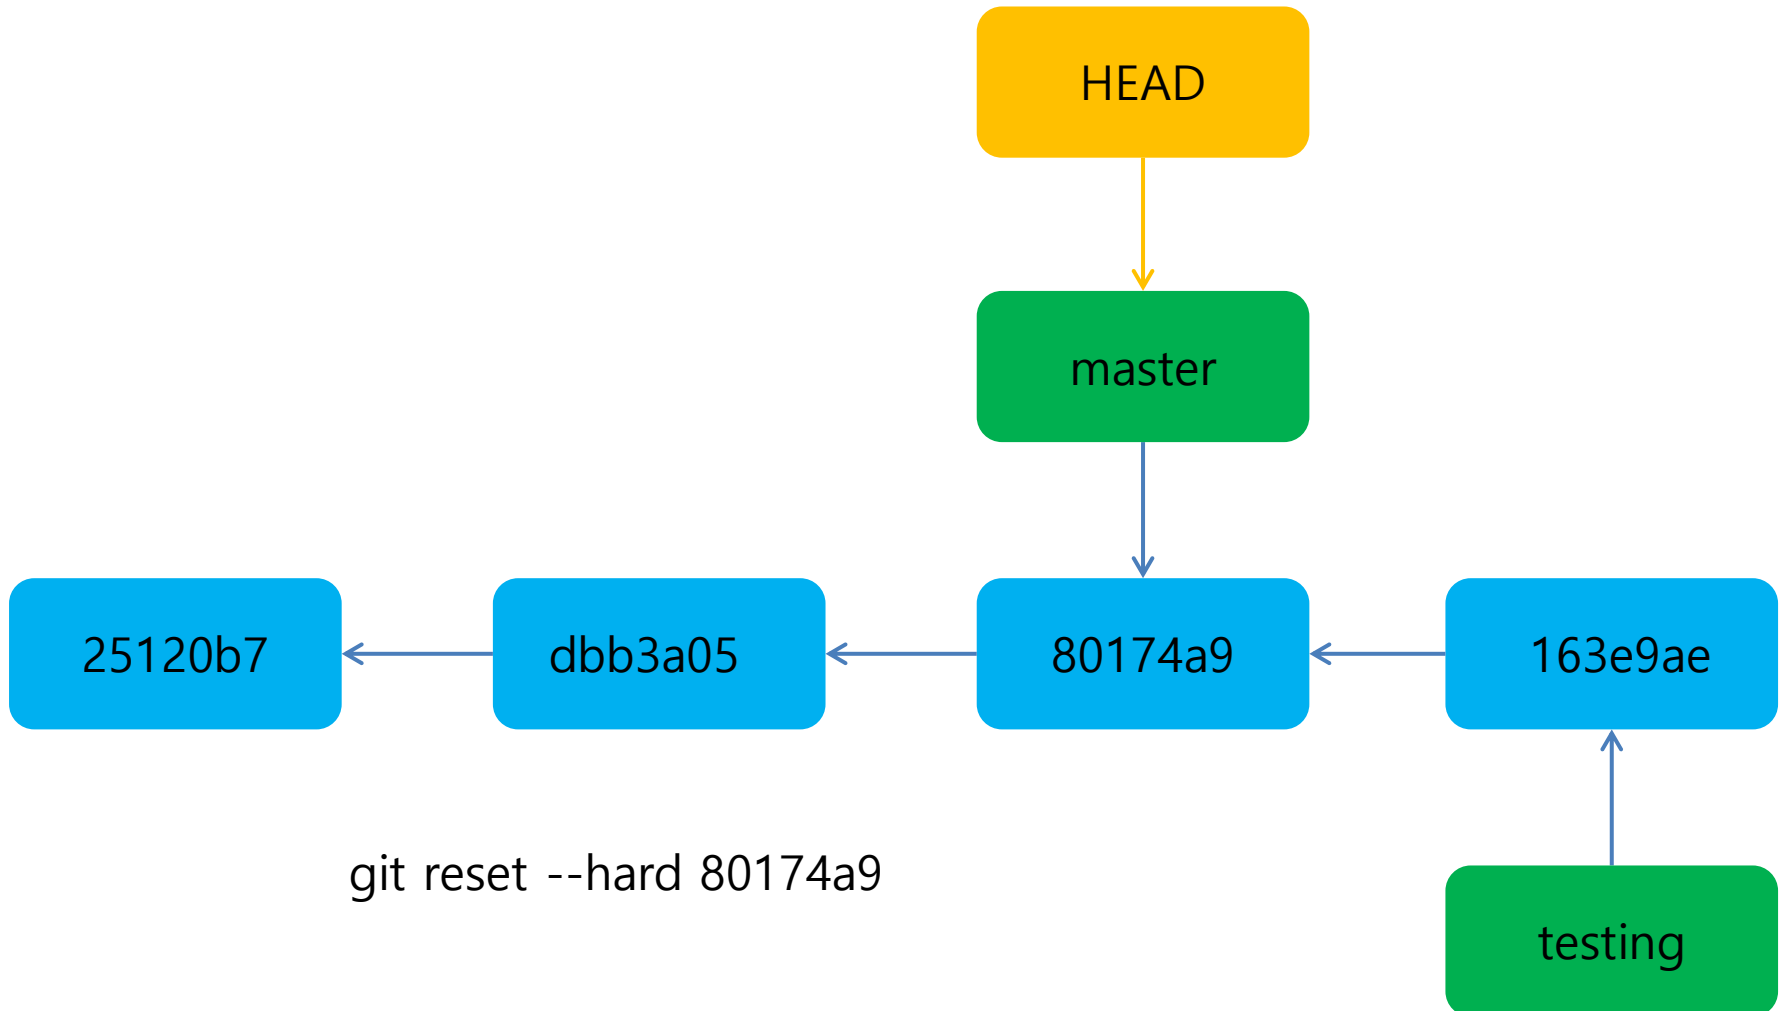 HEAD
master
25120b7
dbb3a05
80174a9
163e9ae
git reset --hard 80174a9
testing